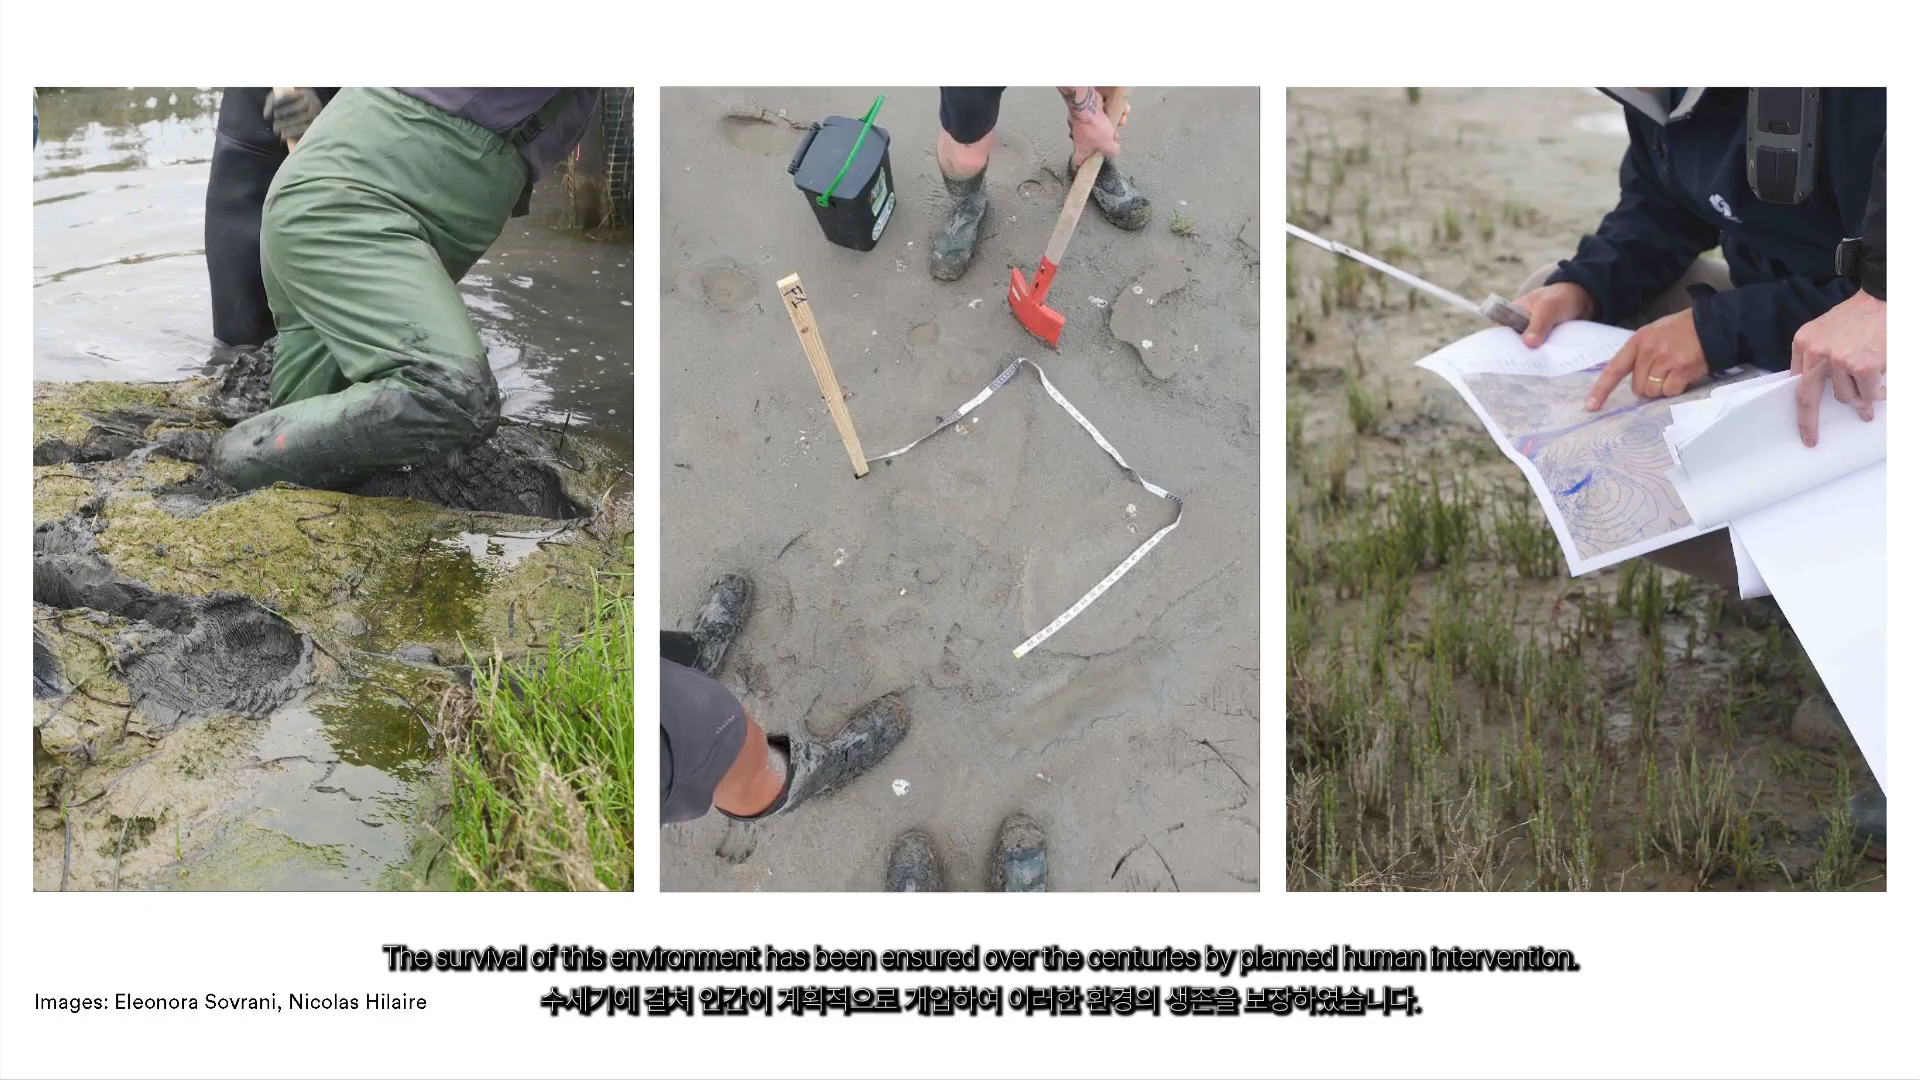 F1
The survival of this environment has been ensured over the centuries by planned human intervention.
수세기에 걸쳐 인간이 계획적으로 개입하여 이러한 환경의 생존을 보장하였습니다.
Images: Eleonora Sovrani, Nicolas Hilaire